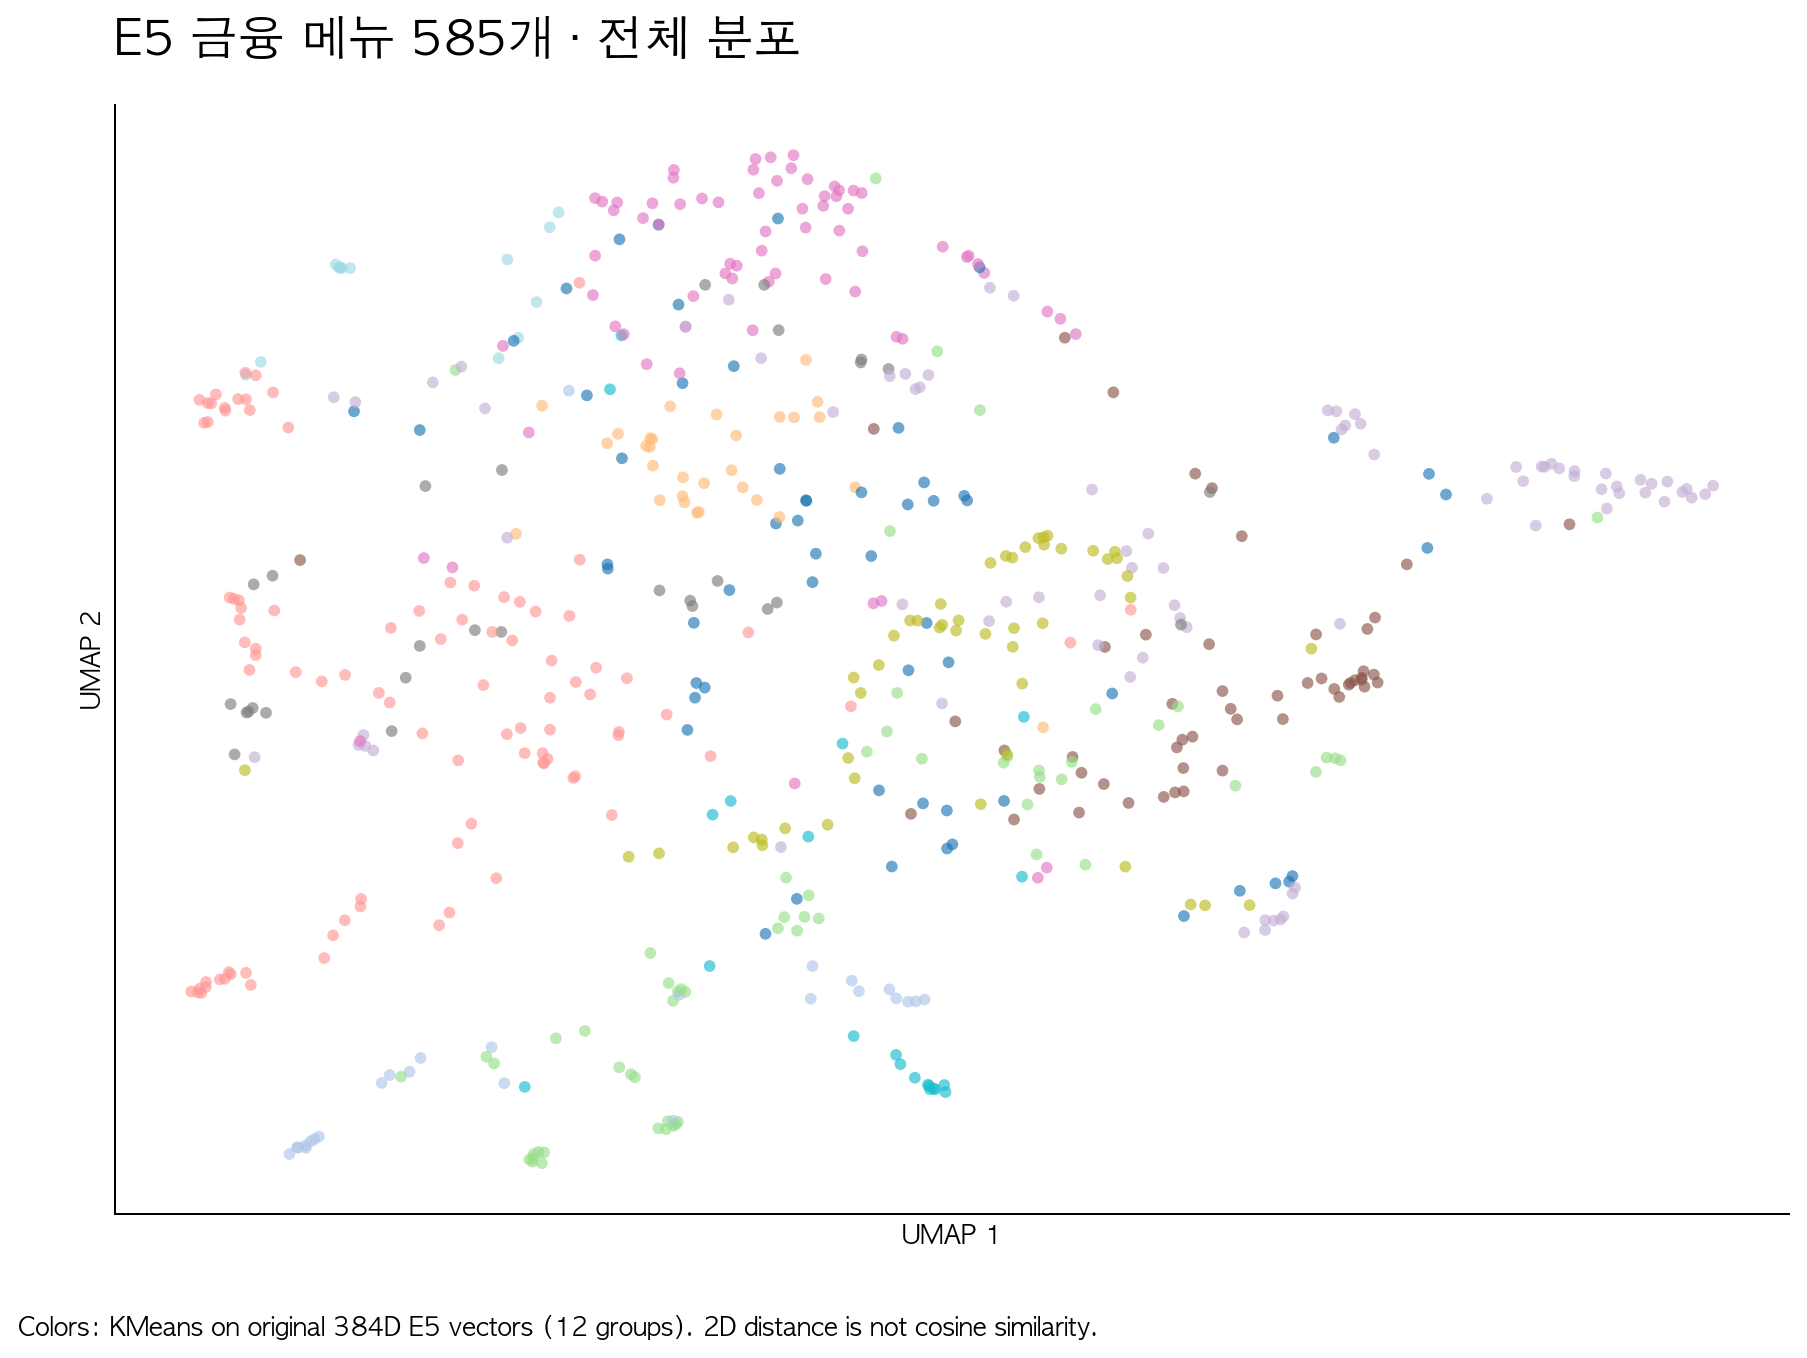 E5 금융 메뉴 585개 · 전체 분포
UMAP 2
UMAP 1
Colors: KMeans on original 384D E5 vectors (12 groups). 2D distance is not cosine similarity.